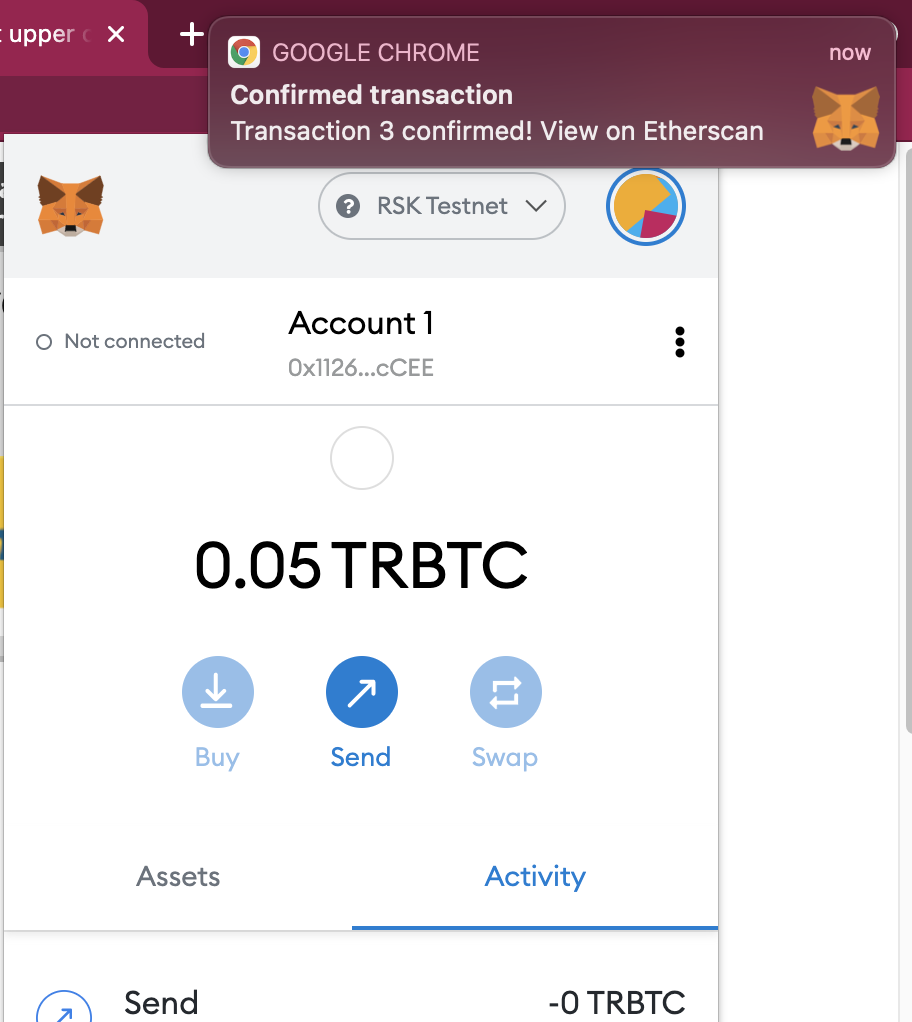 upper
GOOGLE CHROME
now
Confirmed transaction
Transaction 3 confirmed! View on Etherscan
RSK Testnet
Not connected
Account 1
0x1126...cCEE
0.05 TRBTC
Buy
Send
Swap
Assets
Activity
Send
-0 TRBTC